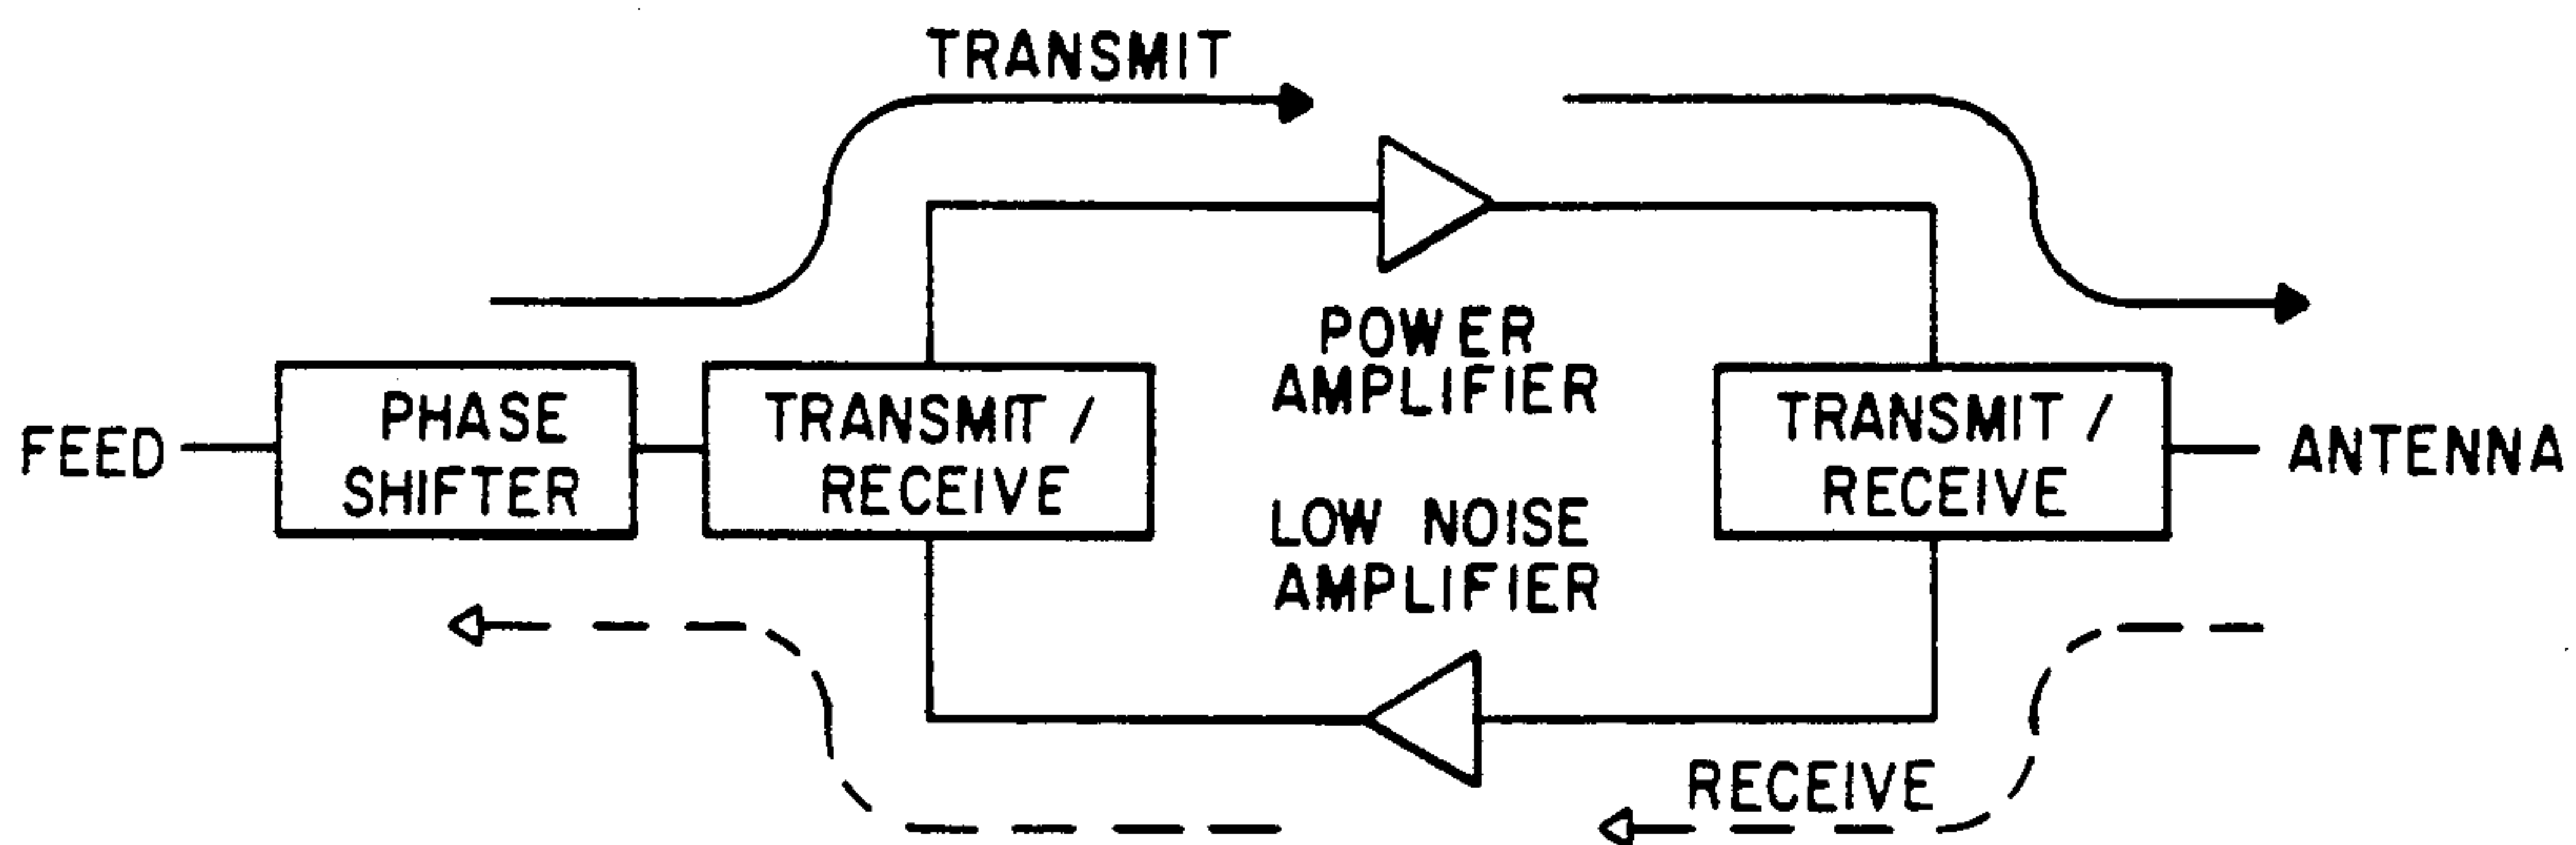 TRANSMIT
POWER
AMPLIFIER
FEED
PHASE
SHIFTER
TRANSMIT /
RECEIVE
TRANSMIT /
RECEIVE
ANTENNA
LOW NOISE
AMPLIFIER
RECEIVE